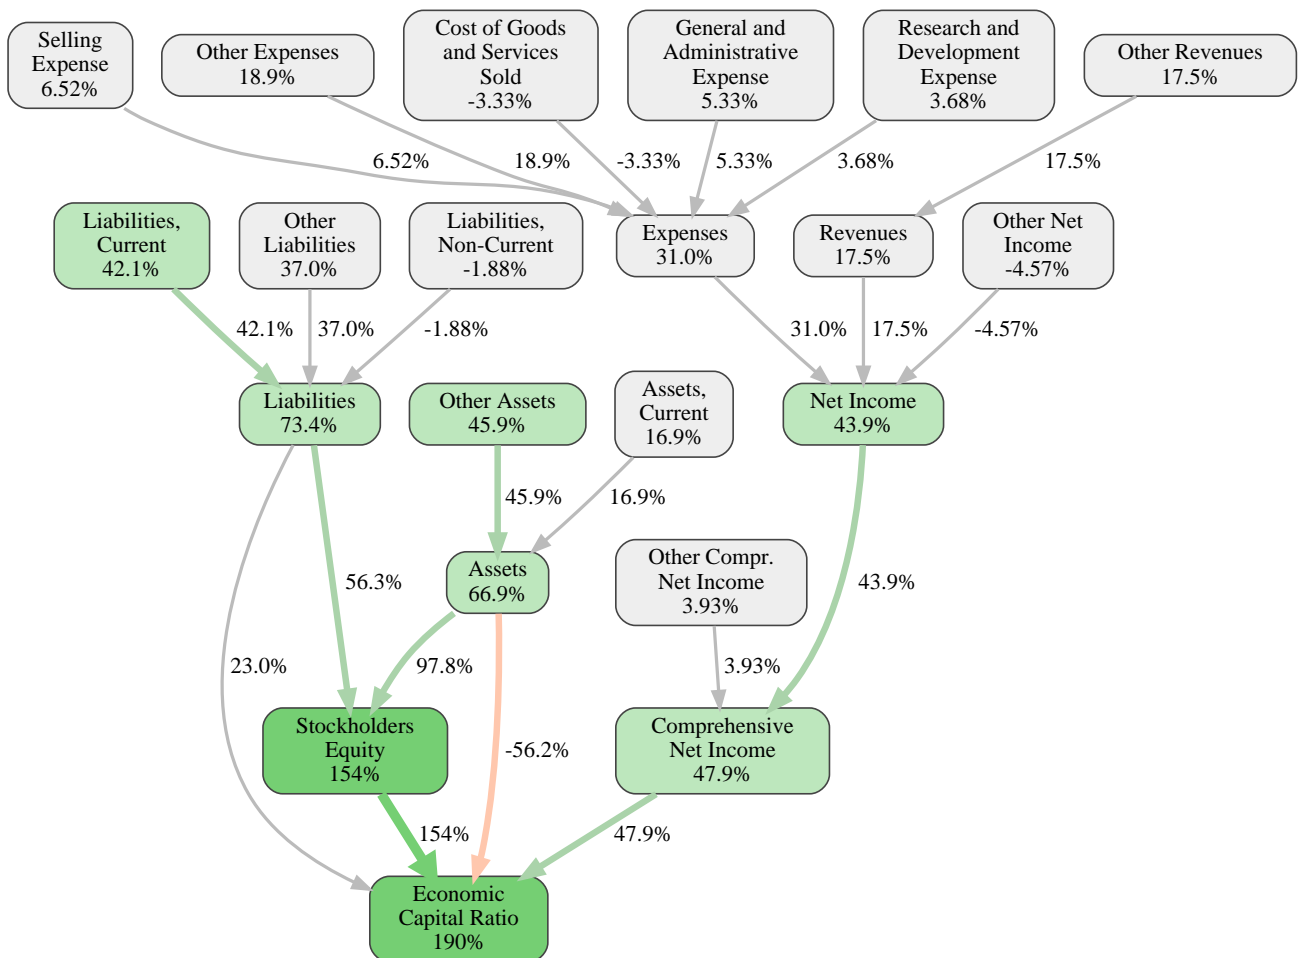 Selling
Expense
6.52%
Other Expenses
18.9%
Cost of Goods
and Services
Sold
-3.33%
General and
Administrative
Expense
5.33%
Research and
Development
Expense
3.68%
Other Revenues
17.5%
6.52%
18.9%
-3.33%
5.33%
3.68%
17.5%
Liabilities,
Current
42.1%
Other
Liabilities
37.0%
Liabilities,
Non-Current
-1.88%
Expenses
31.0%
Revenues
17.5%
Other Net
Income
-4.57%
42.1%
37.0%
-1.88%
31.0%
17.5%
-4.57%
Liabilities
73.4%
Other Assets
45.9%
Assets,
Current
16.9%
Net Income
43.9%
45.9%
16.9%
Assets
66.9%
Other Compr.
Net Income
3.93%
56.3%
43.9%
23.0%
97.8%
3.93%
Stockholders
Equity
154%
-56.2%
Comprehensive
Net Income
47.9%
154%
47.9%
Economic
Capital Ratio
190%